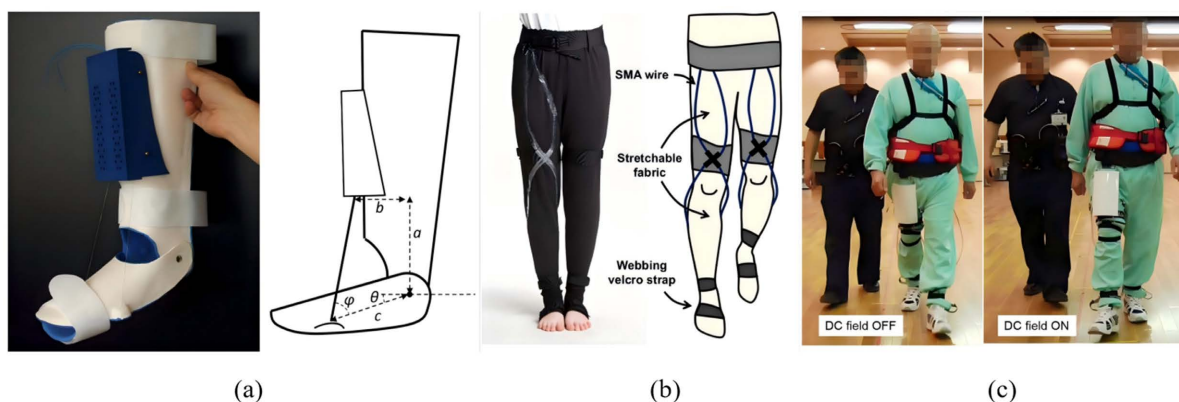 b
a
φ
θ
c
SMA wire
Stretchable
fabric
Webbing
velcro strap
DC field OFF
DC field ON
(a)
(b)
(c)